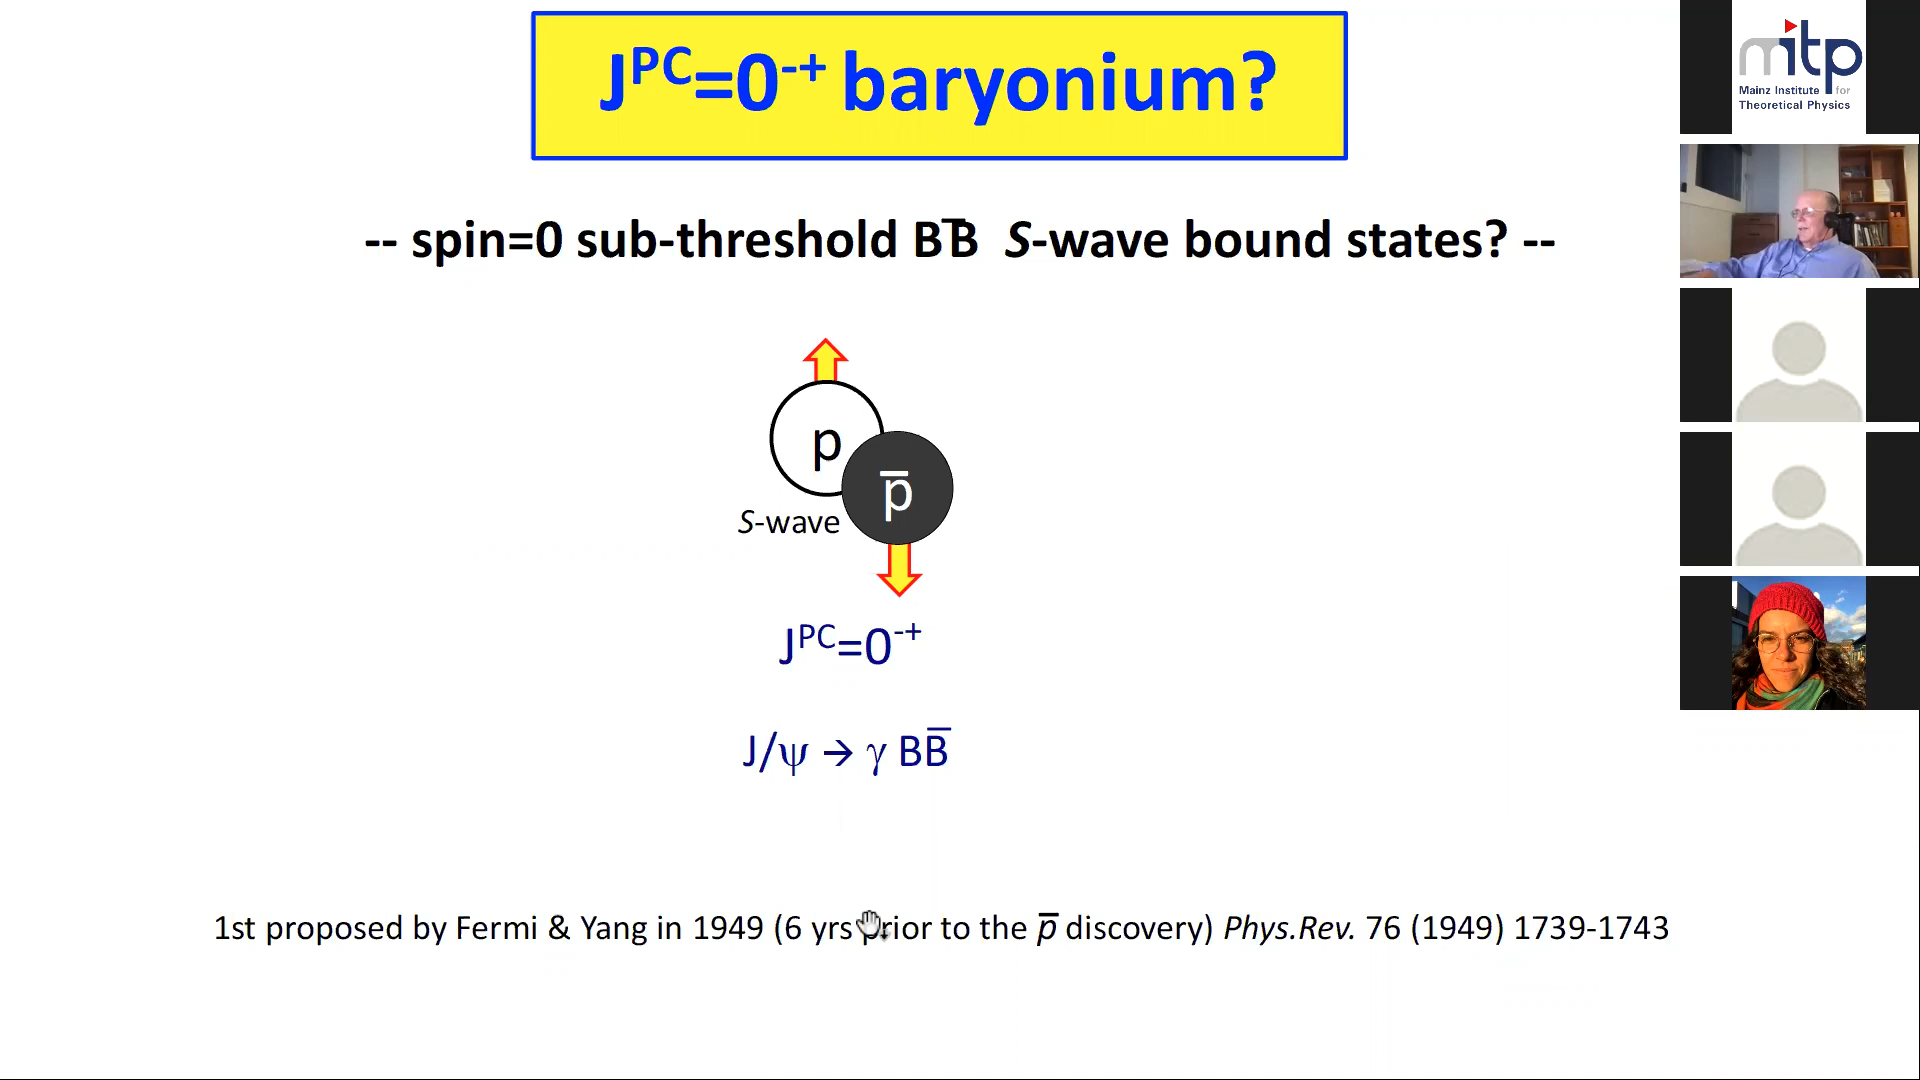 J^PC=0^-+ baryonium?
-- spin=0 sub-threshold BB̅ S-wave bound states? --
p
p̅
S-wave
J^PC=0^-+
J/ψ → γ BB̅
1st proposed by Fermi & Yang in 1949 (6 yrs prior to the p̅ discovery) Phys.Rev. 76 (1949) 1739-1743
mitp
Mainz Institute for
Theoretical Physics